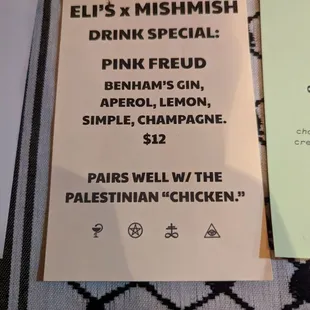 ELI'S x MISHMISH
DRINK SPECIAL:
PINK FREUD
BENHAM'S GIN,
APEROL, LEMON,
SIMPLE, CHAMPAGNE.
$12
PAIRS WELL W/ THE
PALESTINIAN "CHICKEN."